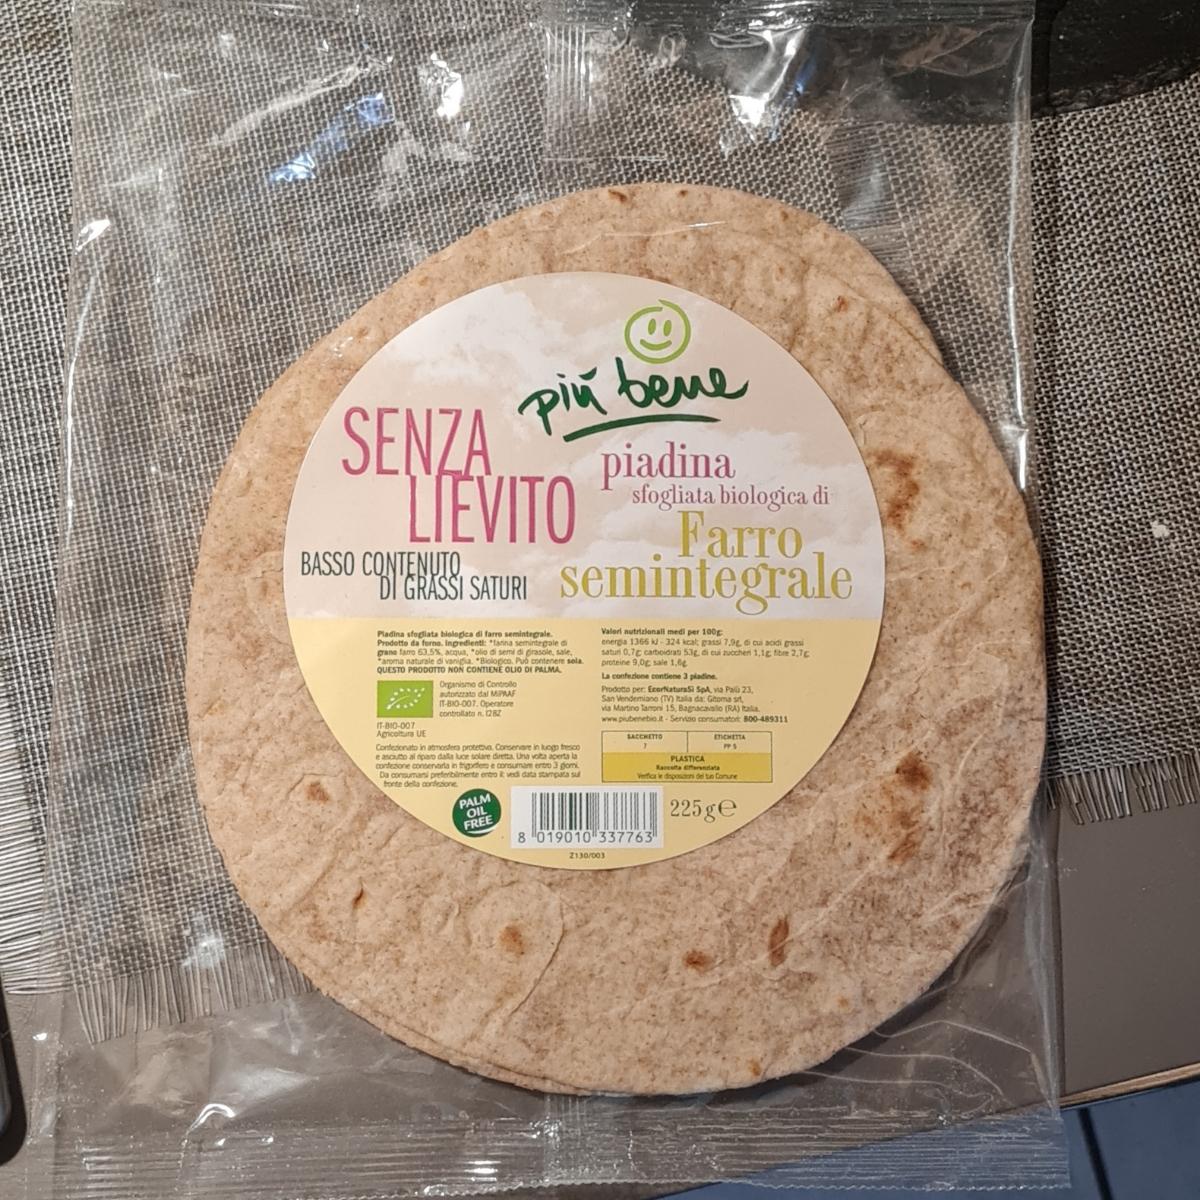 più bene
SENZA
LIEVITO
BASSO CONTENUTO
DI GRASSI SATURI
piadina
sfogliata biologica di
Farro
semintegrale
Piadina sfogliata biologica di farro semintegrale.
Prodotto da forno. Ingredienti: *farina semintegrale di
grano farro 63,5%, acqua, *olio di semi di girasole, sale,
*aroma naturale di vaniglia. *Biologico. Può contenere soia.
QUESTO PRODOTTO NON CONTIENE OLIO DI PALMA.
Organismo di Controllo
autorizzato dal MiPAAF
IT-BIO-007. Operatore
controllato n. I28Z
IT-BIO-007
Agricoltura UE
Confezionato in atmosfera protettiva. Conservare in luogo fresco
e asciutto al riparo dalla luce solare diretta. Una volta aperta la
confezione conservarla in frigorifero e consumare entro 3 giorni.
Da consumarsi preferibilmente entro il: vedi data stampata sul
fronte della confezione.
Valori nutrizionali medi per 100g:
energia 1366 kJ - 324 kcal; grassi 7,9g, di cui acidi grassi
saturi 0,7g; carboidrati 53g, di cui zuccheri 1,1g; fibre 2,7g;
proteine 9,0g; sale 1,6g.
La confezione contiene 3 piadine.
Prodotto per: EcorNaturaSì SpA, via Palù 23,
San Vendemiano (TV) Italia da: Gitoma srl,
via Martino Tarroni 15, Bagnacavallo (RA) Italia.
www.piubenebio.it - Servizio consumatori: 800-489311
SACCHETTO ETICHETTA
7 PP 5
PLASTICA
Raccolta differenziata
Verifica le disposizioni del tuo Comune
PALM
OIL
FREE
8 019010 337763
225 g e
Z130/003